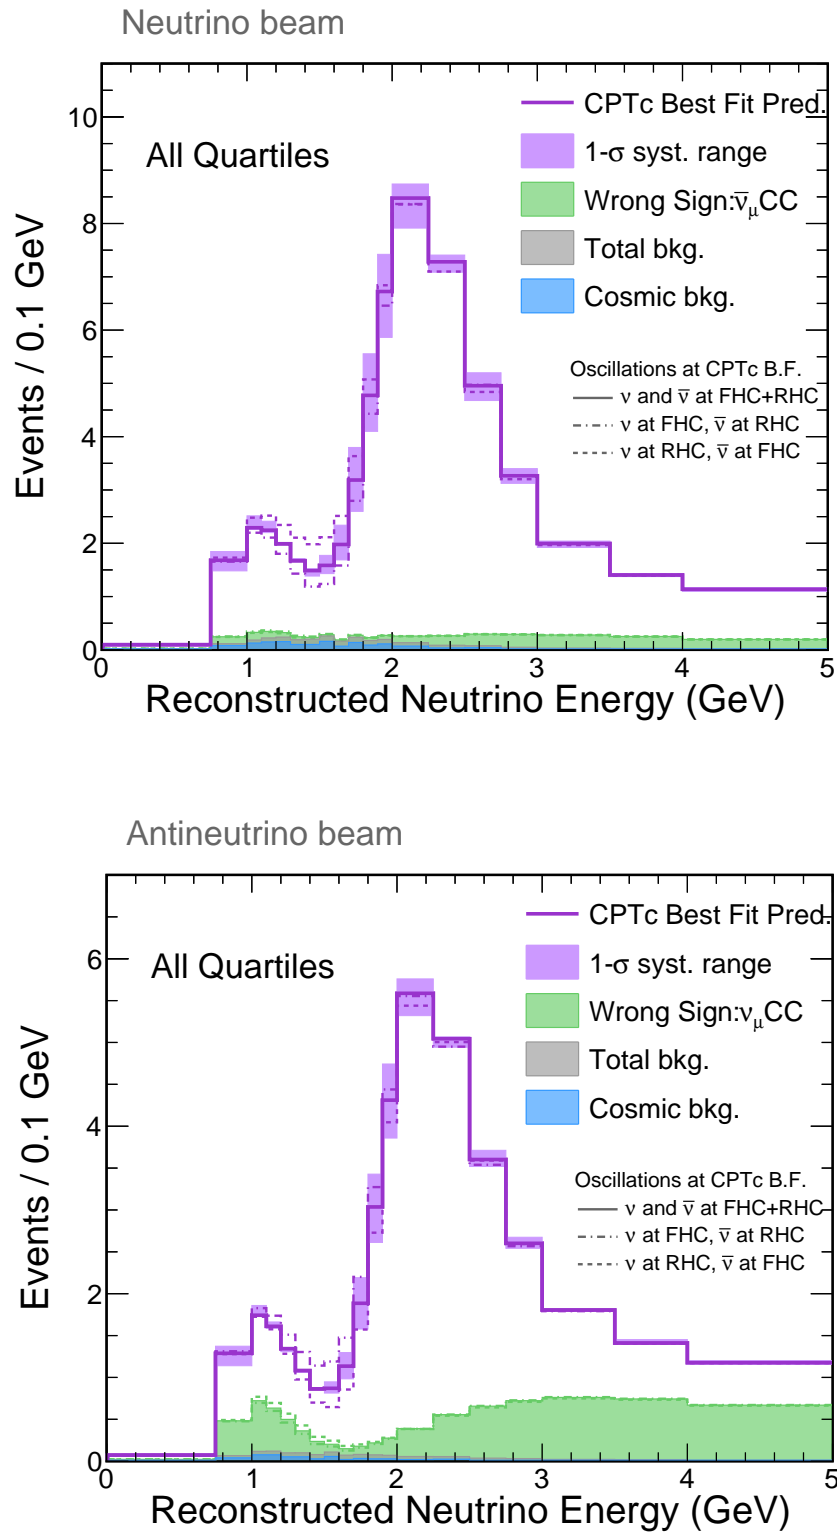 Neutrino beam
10
8
6
4
2
0
Events / 0.1 GeV
All Quartiles
CPTc Best Fit Pred.
1-σ syst. range
Wrong Sign:ν̅μCC
Total bkg.
Cosmic bkg.
Oscillations at CPTc B.F.
ν and ν̅ at FHC+RHC
ν at FHC, ν̅ at RHC
ν at RHC, ν̅ at FHC
0 1 2 3 4 5
Reconstructed Neutrino Energy (GeV)
Antineutrino beam
6
4
2
0
Events / 0.1 GeV
All Quartiles
CPTc Best Fit Pred.
1-σ syst. range
Wrong Sign:νμCC
Total bkg.
Cosmic bkg.
Oscillations at CPTc B.F.
ν and ν̅ at FHC+RHC
ν at FHC, ν̅ at RHC
ν at RHC, ν̅ at FHC
0 1 2 3 4 5
Reconstructed Neutrino Energy (GeV)